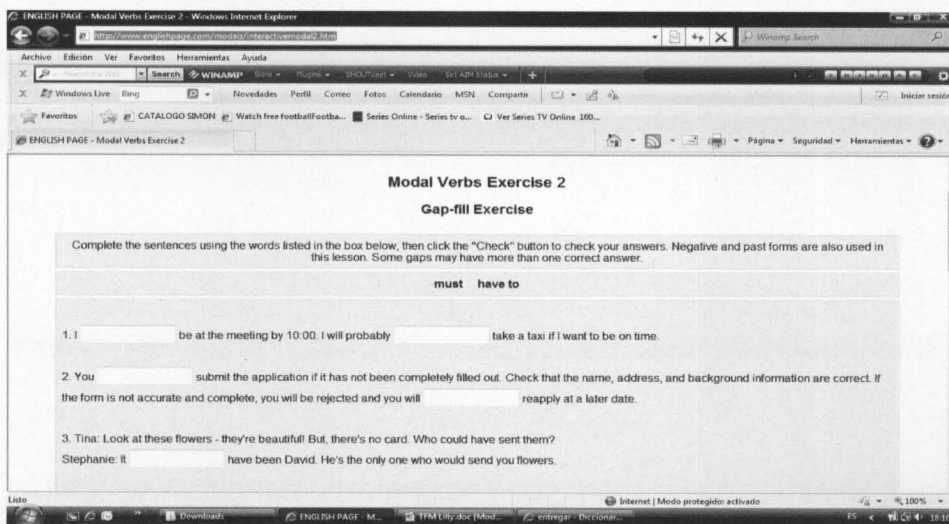 ENGLISH PAGE - Modal Verbs Exercise 2 - Windows Internet Explorer
http://www.englishpage.com/modals/interactivemodal2.htm
Winamp Search
Archivo Edición Ver Favoritos Herramientas Ayuda
Search WINAMP Skins Plugins SHOUTcast Video Set AIM Status
Windows Live Bing Novedades Perfil Correo Fotos Calendario MSN Compartir Iniciar sesión
Favoritos CATALOGO SIMON Watch free footballFootba... Series Online - Series tv o... Ver Series TV Online 100...
ENGLISH PAGE - Modal Verbs Exercise 2 Página Seguridad Herramientas
Modal Verbs Exercise 2
Gap-fill Exercise
Complete the sentences using the words listed in the box below, then click the "Check" button to check your answers. Negative and past forms are also used in
this lesson. Some gaps may have more than one correct answer.
must have to
1. I be at the meeting by 10:00. I will probably take a taxi if I want to be on time.
2. You submit the application if it has not been completely filled out. Check that the name, address, and background information are correct. If
the form is not accurate and complete, you will be rejected and you will reapply at a later date.
3. Tina: Look at these flowers - they're beautiful! But, there's no card. Who could have sent them?
Stephanie: It have been David. He's the only one who would send you flowers.
Listo Internet | Modo protegido: activado 100%
Downloads ENGLISH PAGE - M... TFM Lilly.doc [Mod... entregar - Diccionar... ES